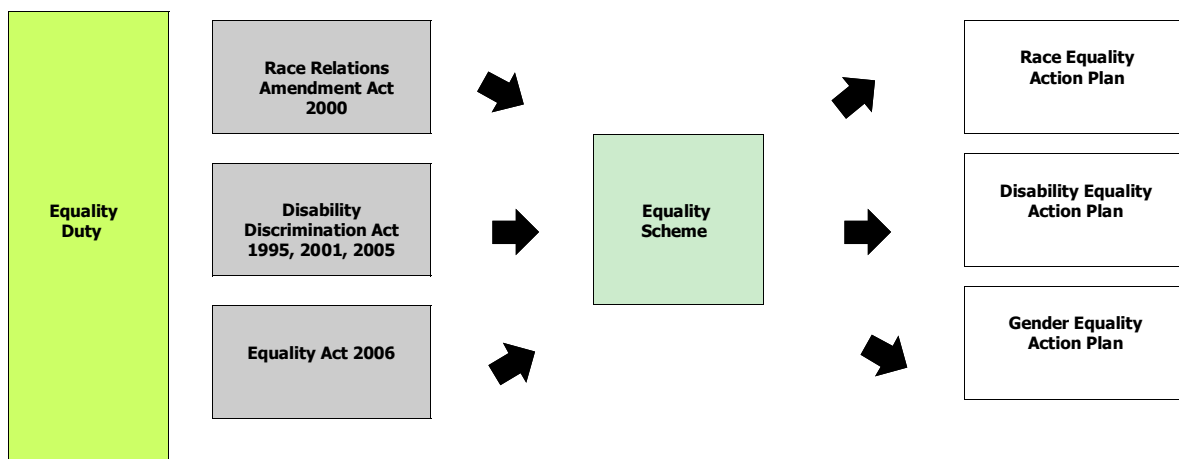 Equality
Duty
Race Relations
Amendment Act
2000
Disability
Discrimination Act
1995, 2001, 2005
Equality Act 2006
Equality
Scheme
Race Equality
Action Plan
Disability Equality
Action Plan
Gender Equality
Action Plan